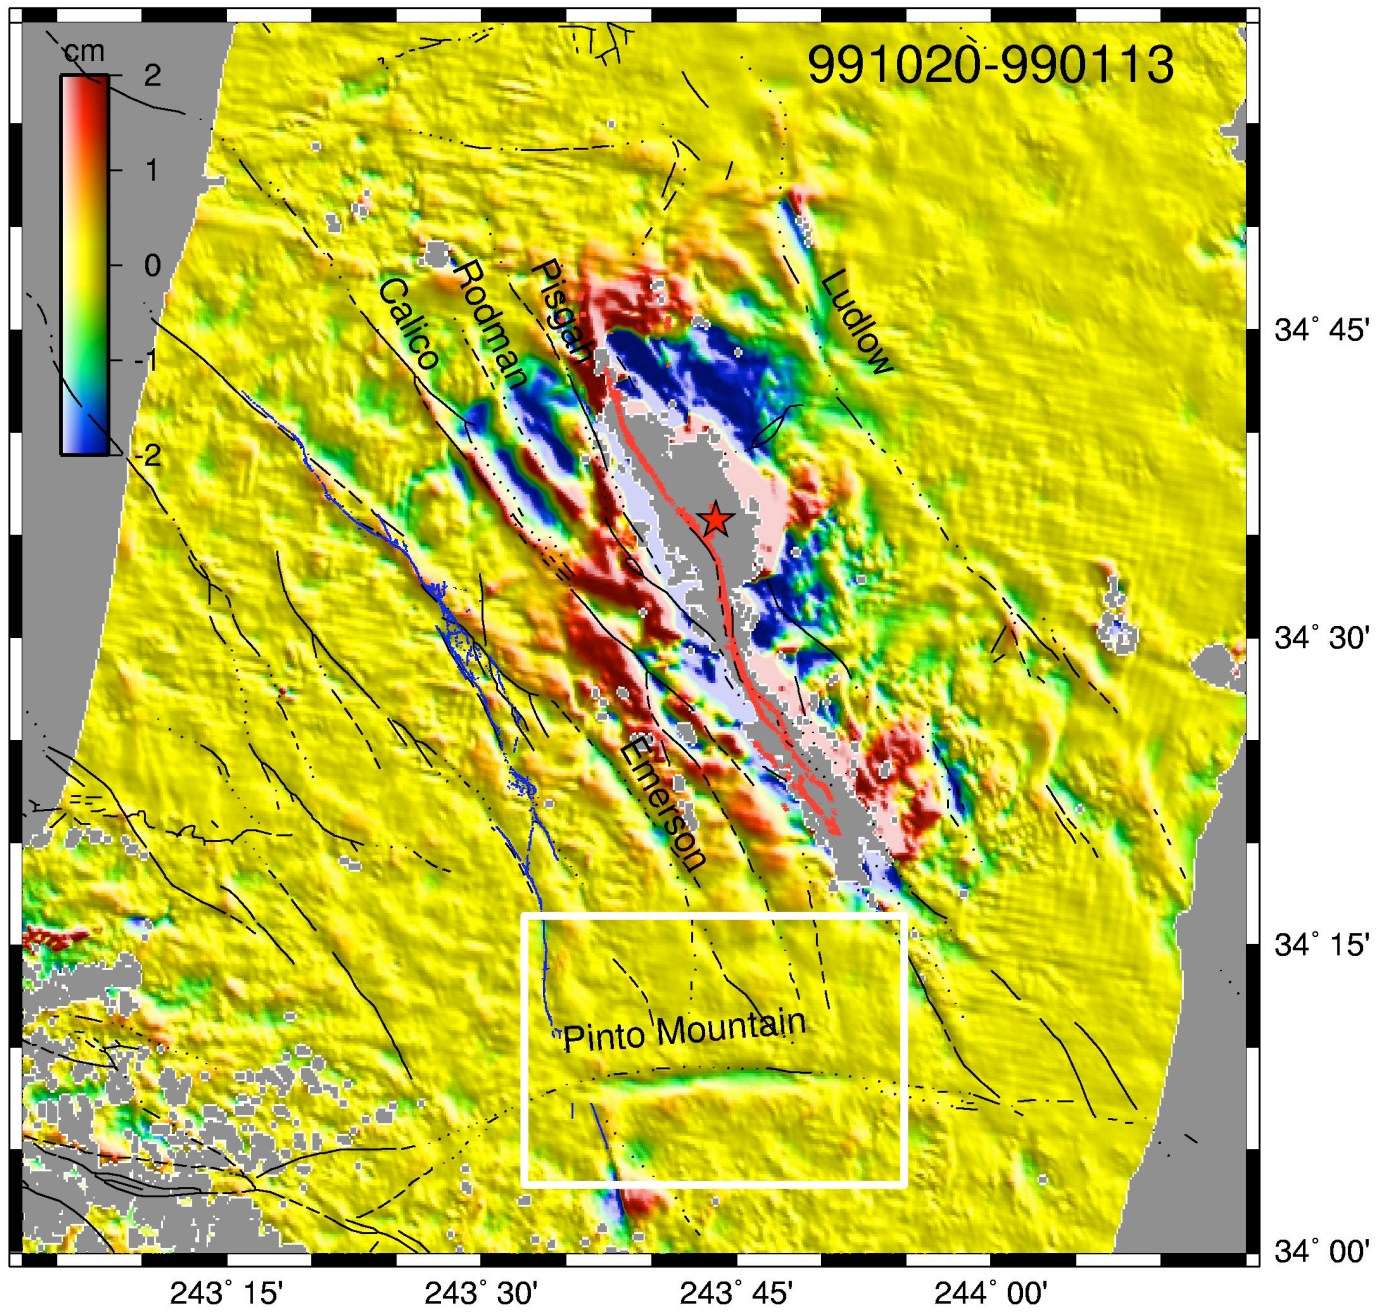 cm
2
1
0
-1
-2
991020-990113
Calico
Rodman
Pisgah
Ludlow
Emerson
Pinto Mountain
34° 45'
34° 30'
34° 15'
34° 00'
243° 15'
243° 30'
243° 45'
244° 00'